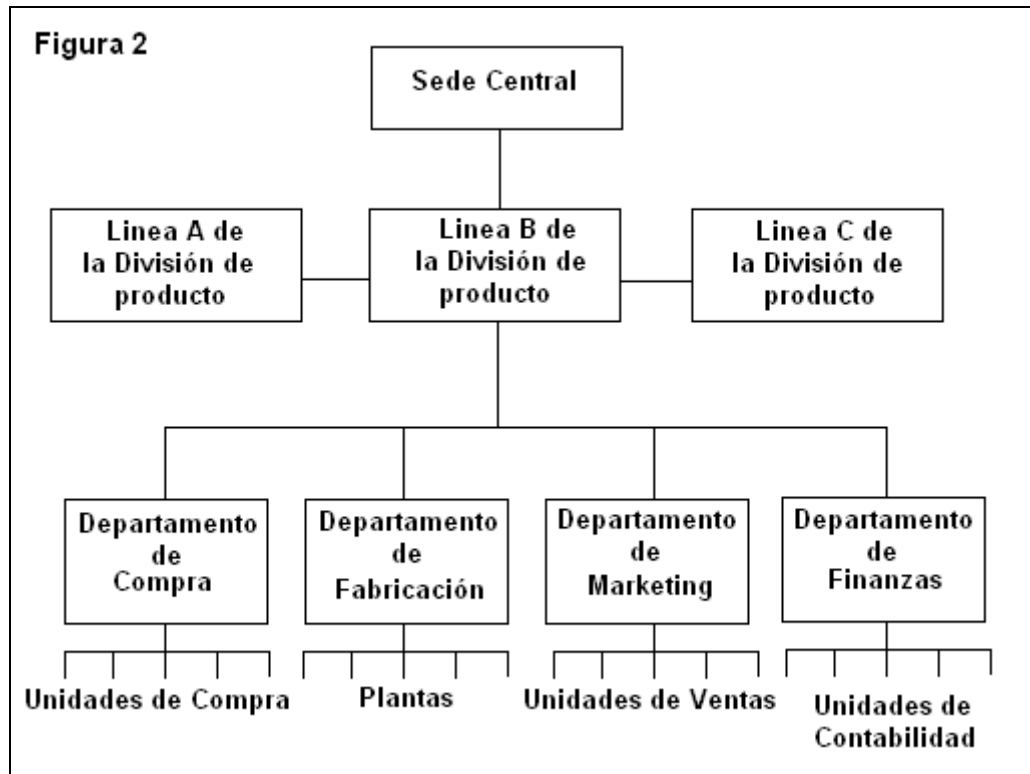 Figura 2
Sede Central
Linea A de
la División de
producto
Linea B de
la División de
producto
Linea C de
la División de
producto
Departamento
de
Compra
Departamento
de
Fabricación
Departamento
de
Marketing
Departamento
de
Finanzas
Unidades de Compra
Plantas
Unidades de Ventas
Unidades de
Contabilidad